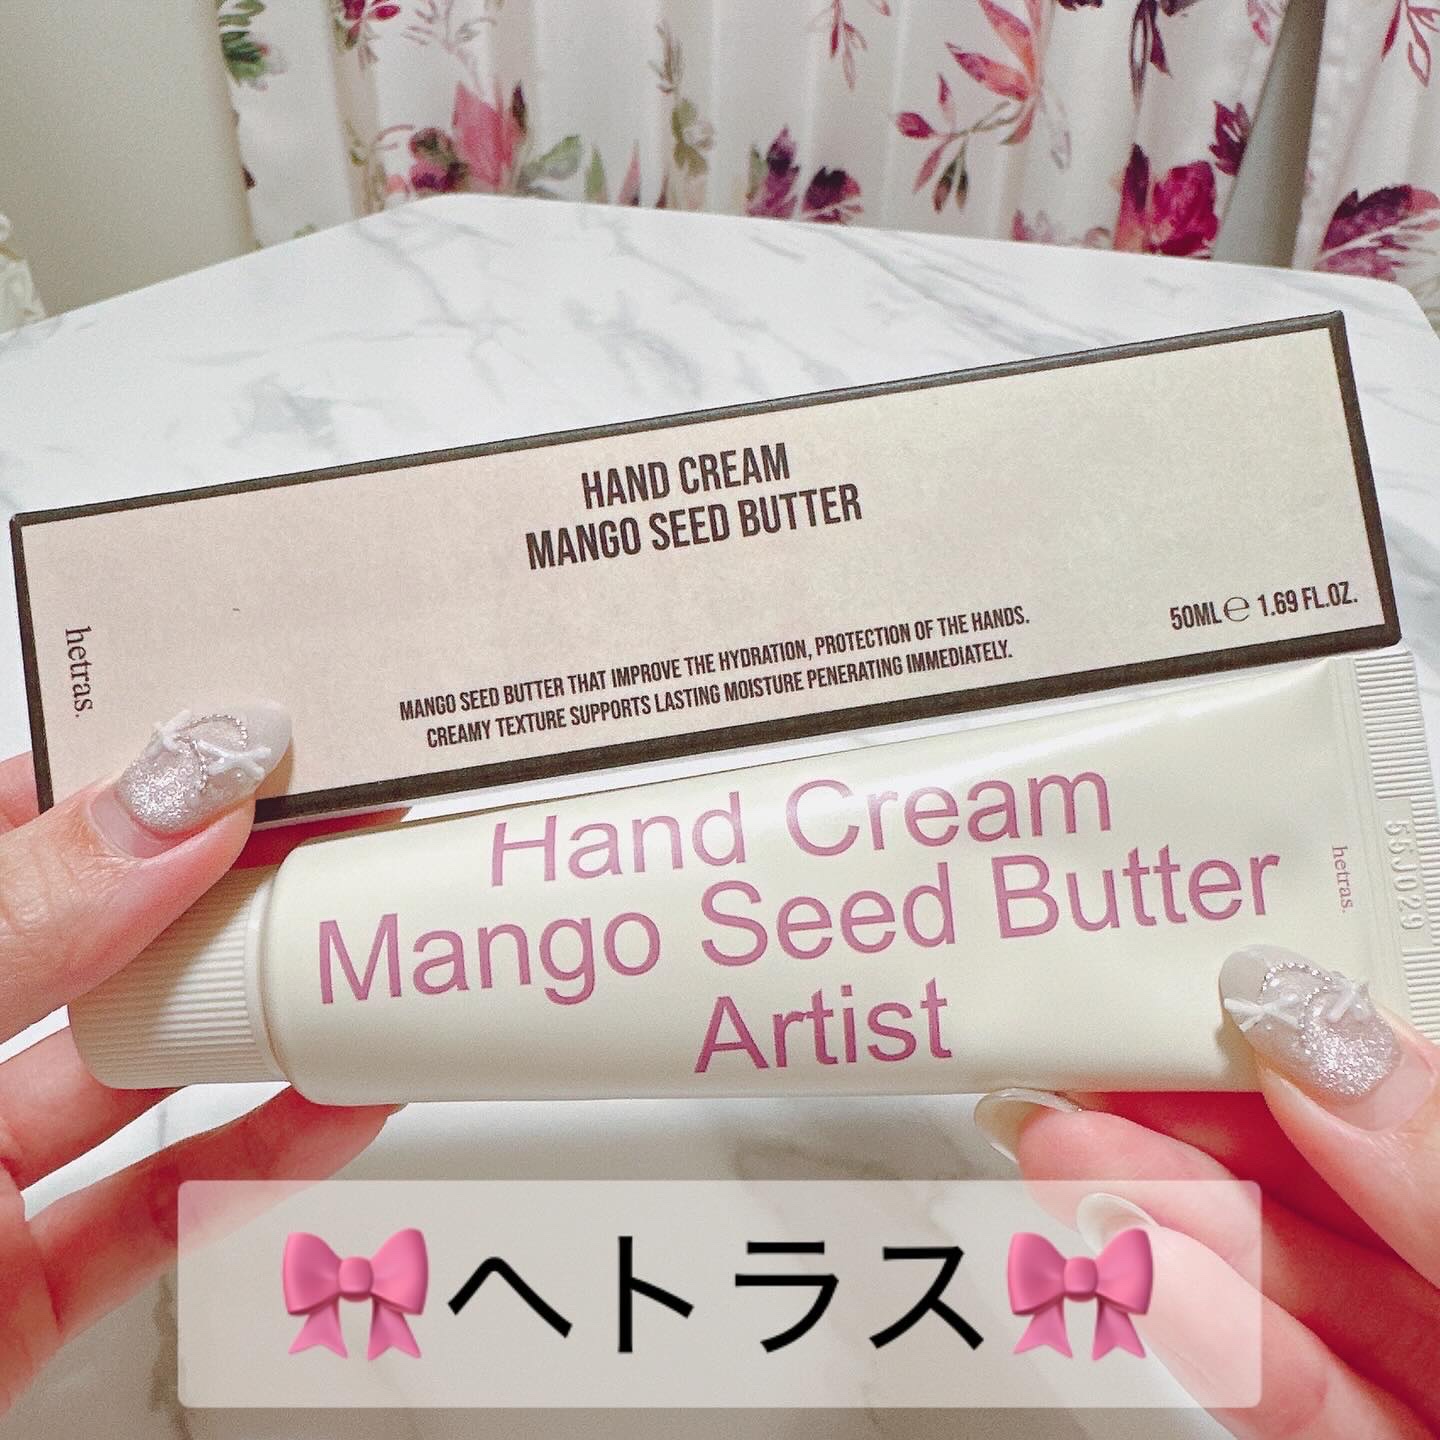 HAND CREAM
MANGO SEED BUTTER
hetras.
MANGO SEED BUTTER THAT IMPROVE THE HYDRATION, PROTECTION OF THE HANDS.
CREAMY TEXTURE SUPPORTS LASTING MOISTURE PENERATING IMMEDIATELY.
50ML℮ 1.69 FL.OZ.
Hand Cream
Mango Seed Butter
Artist
hetras.
55J029
🎀ヘトラス🎀